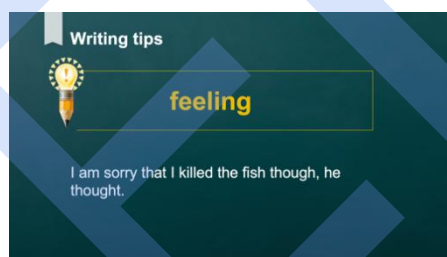 Writing tips
feeling
I am sorry that I killed the fish though, he
thought.